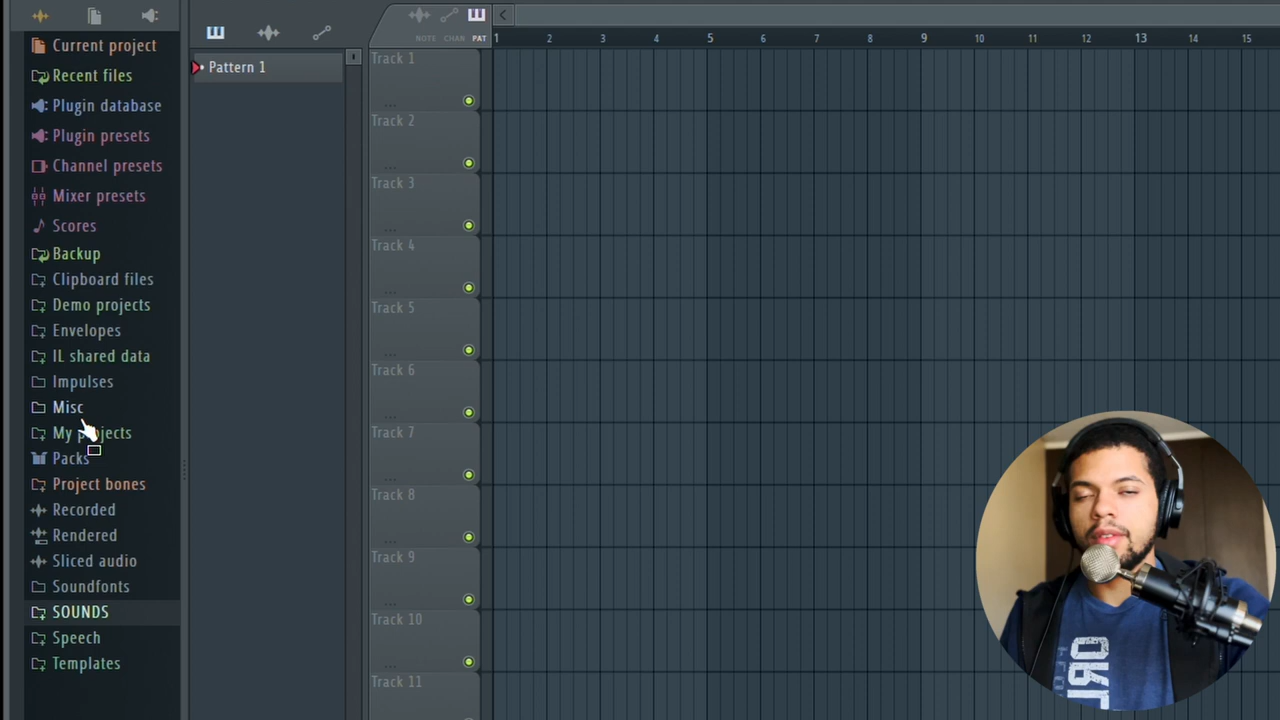 Current project
Recent files
Plugin database
Plugin presets
Channel presets
Mixer presets
Scores
Backup
Clipboard files
Demo projects
Envelopes
IL shared data
Impulses
Misc
My projects
Packs
Project bones
Recorded
Rendered
Sliced audio
Soundfonts
SOUNDS
Speech
Templates
Pattern 1
NOTE CHAN PAT
1 2 3 4 5 6 7 8 9 10 11 12 13 14 15
Track 1
...
Track 2
...
Track 3
...
Track 4
...
Track 5
...
Track 6
...
Track 7
...
Track 8
...
Track 9
...
Track 10
...
Track 11